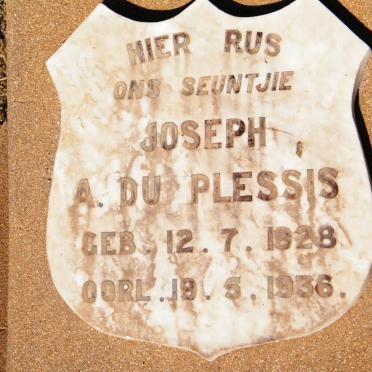 HIER RUS
ONS SEUNTJIE
JOSEPH
A. DU PLESSIS
GEB. 12.7.1928
OORL. 19.5.1936.